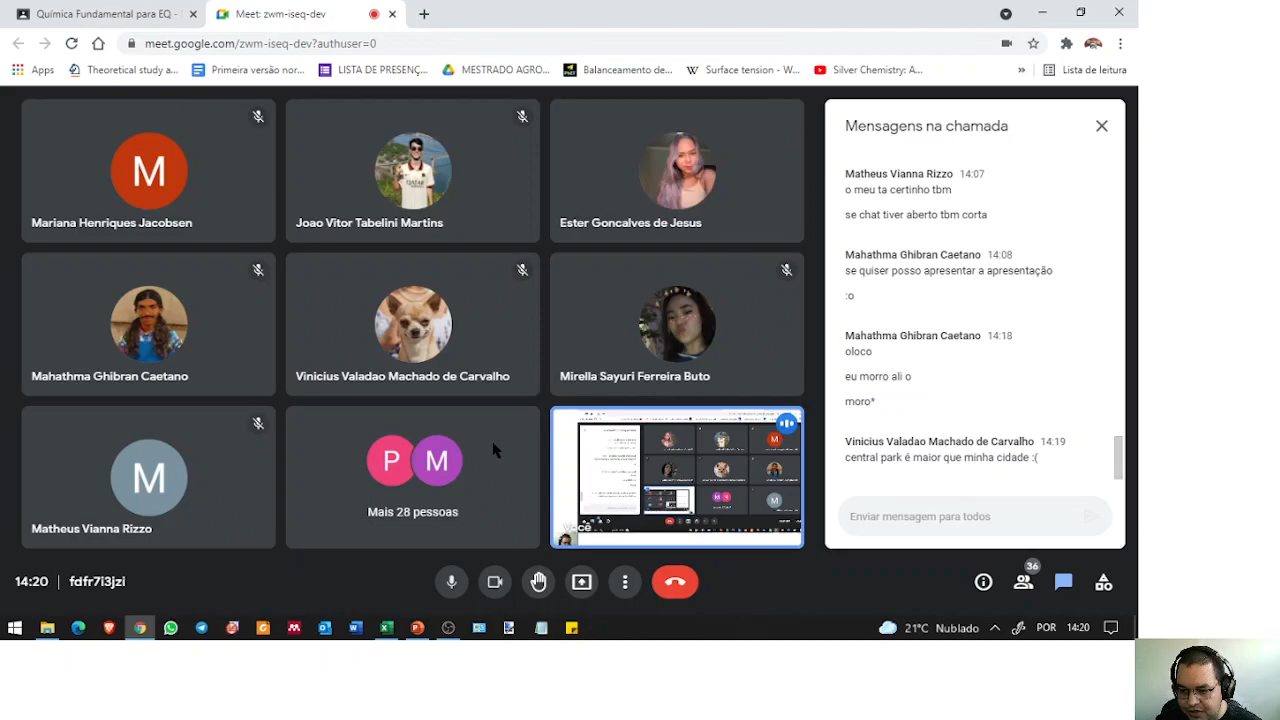 Química Fundamental para EQ -
Meet: zwm-iseq-dev
meet.google.com/zwm-iseq-dev?authuser=0
Apps
Theoretical study a...
Primeira versão nor...
LISTA DE PRESENÇ...
MESTRADO AGRO...
Balanceamento de...
W Surface tension - W...
Silver Chemistry: A...
»
Lista de leitura
M
Mariana Henriques Jacobsen
Joao Vitor Tabelini Martins
Ester Goncalves de Jesus
Mahathma Ghibran Caetano
Vinicius Valadao Machado de Carvalho
Mirella Sayuri Ferreira Buto
M
Matheus Vianna Rizzo
P M
Mais 28 pessoas
você
Mensagens na chamada
Matheus Vianna Rizzo 14:07
o meu ta certinho tbm
se chat tiver aberto tbm corta
Mahathma Ghibran Caetano 14:08
se quiser posso apresentar a apresentação
:o
Mahathma Ghibran Caetano 14:18
oloco
eu morro ali o
moro*
Vinicius Valadao Machado de Carvalho 14:19
central park é maior que minha cidade :(
Enviar mensagem para todos
14:20 | fdfr7i3jzi
36
21°C Nublado
POR
14:20